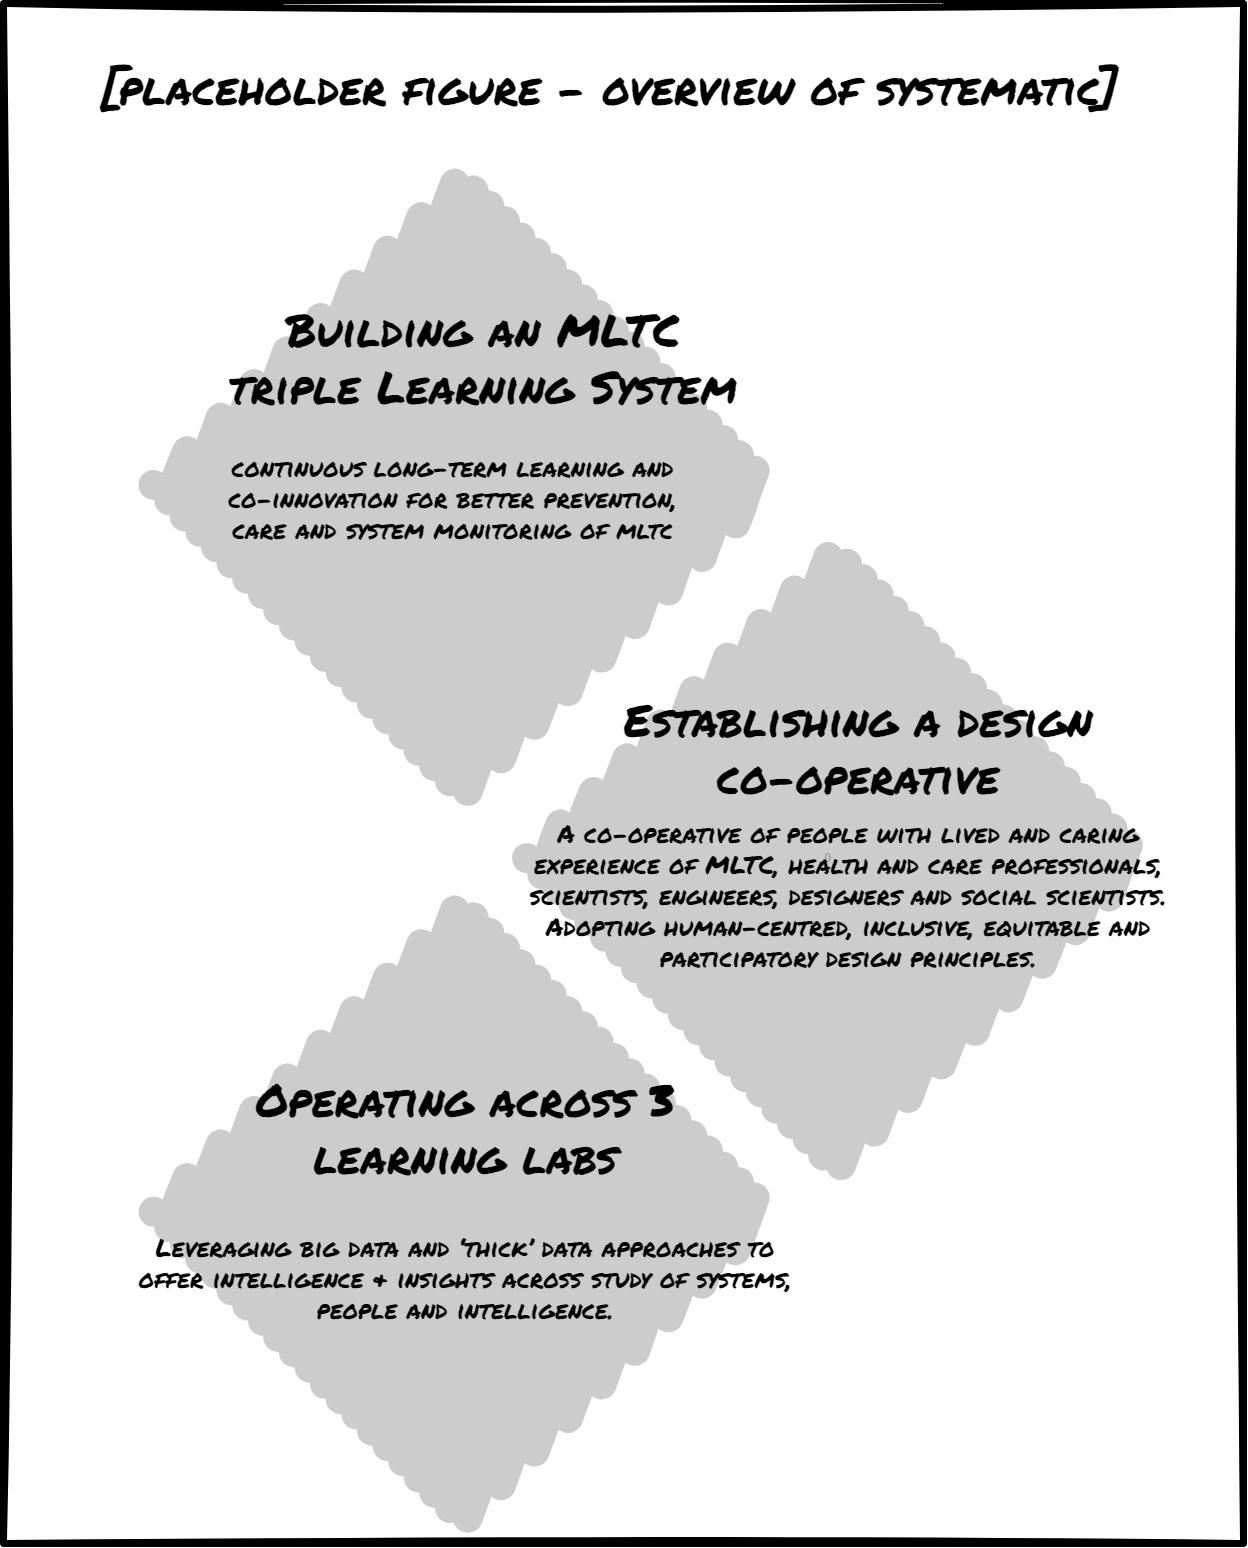 [Placeholder figure - overview of SYSTEMATIC]
Building an MLTC
triple Learning System
continuous long-term learning and
co-innovation for better prevention,
care and system monitoring of mltc
Establishing a design
co-operative
A co-operative of people with lived and caring
experience of MLTC, health and care professionals,
scientists, engineers, designers and social scientists.
Adopting human-centred, inclusive, equitable and
participatory design principles.
Operating across 3
learning labs
Leveraging big data and 'thick' data approaches to
offer intelligence & insights across study of systems,
people and intelligence.